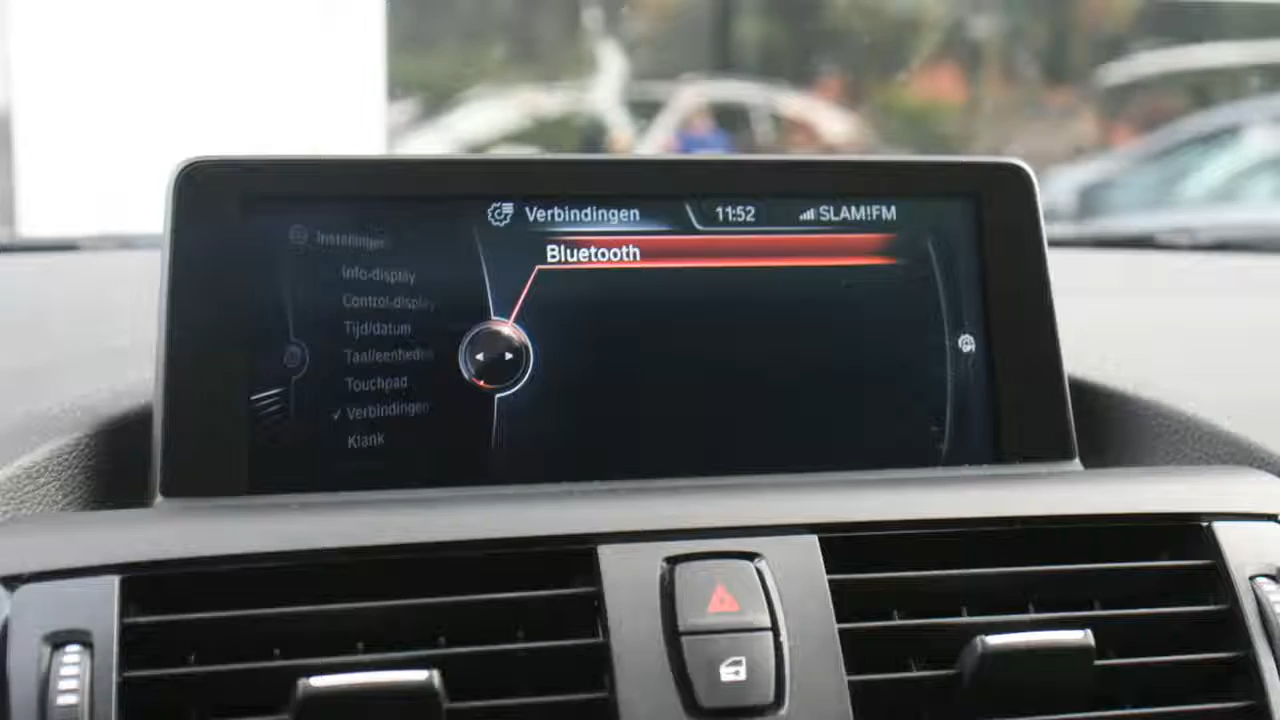 Verbindingen
11:52
SLAM!FM
Bluetooth
Instellingen
Info-display
Control-display
Tijd/datum
Taal/eenheden
Touchpad
✓ Verbindingen
Klank